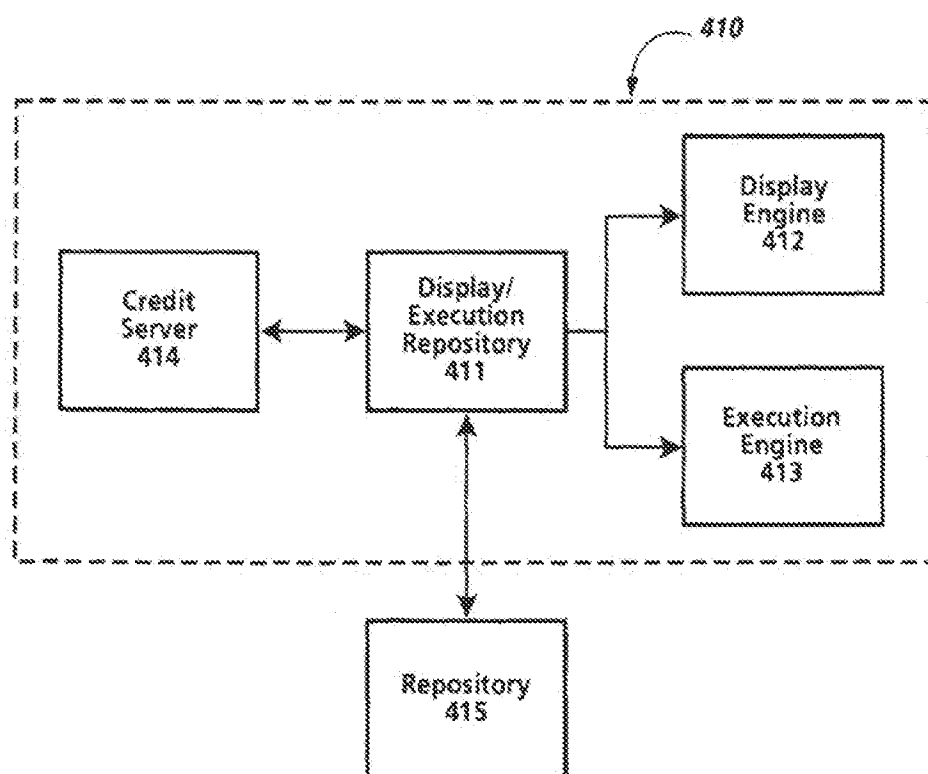 410
Display
Engine
412
Credit
Server
414
Display/
Execution
Repository
411
Execution
Engine
413
Repository
415